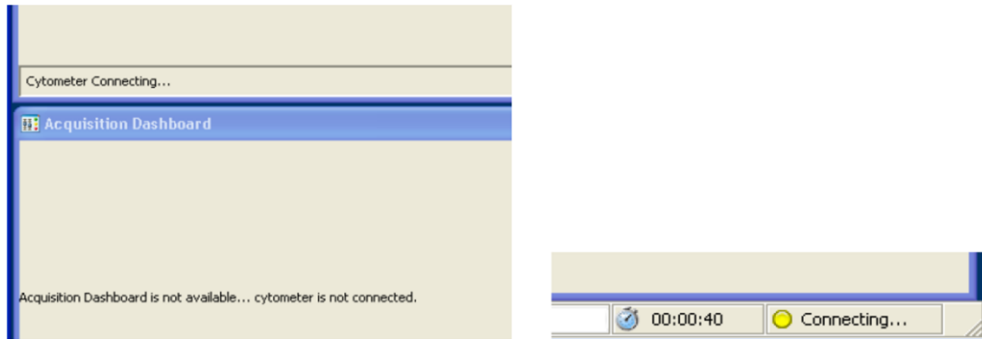 Cytometer Connecting...
Acquisition Dashboard
Acquisition Dashboard is not available... cytometer is not connected.
00:00:40
Connecting...